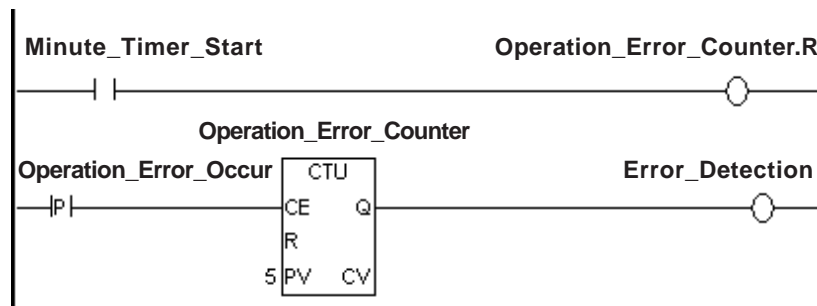 Minute_Timer_Start Operation_Error_Counter.R
Operation_Error_Counter
Operation_Error_Occur CTU Error_Detection
P CE Q
R
5 PV CV